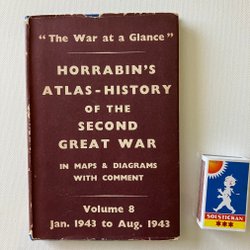 "The War at a Glance"
HORRABIN'S
ATLAS-HISTORY
OF THE
SECOND
GREAT WAR
IN MAPS & DIAGRAMS
WITH COMMENT
Volume 8
Jan. 1943 to Aug. 1943
SOLSTICKAN